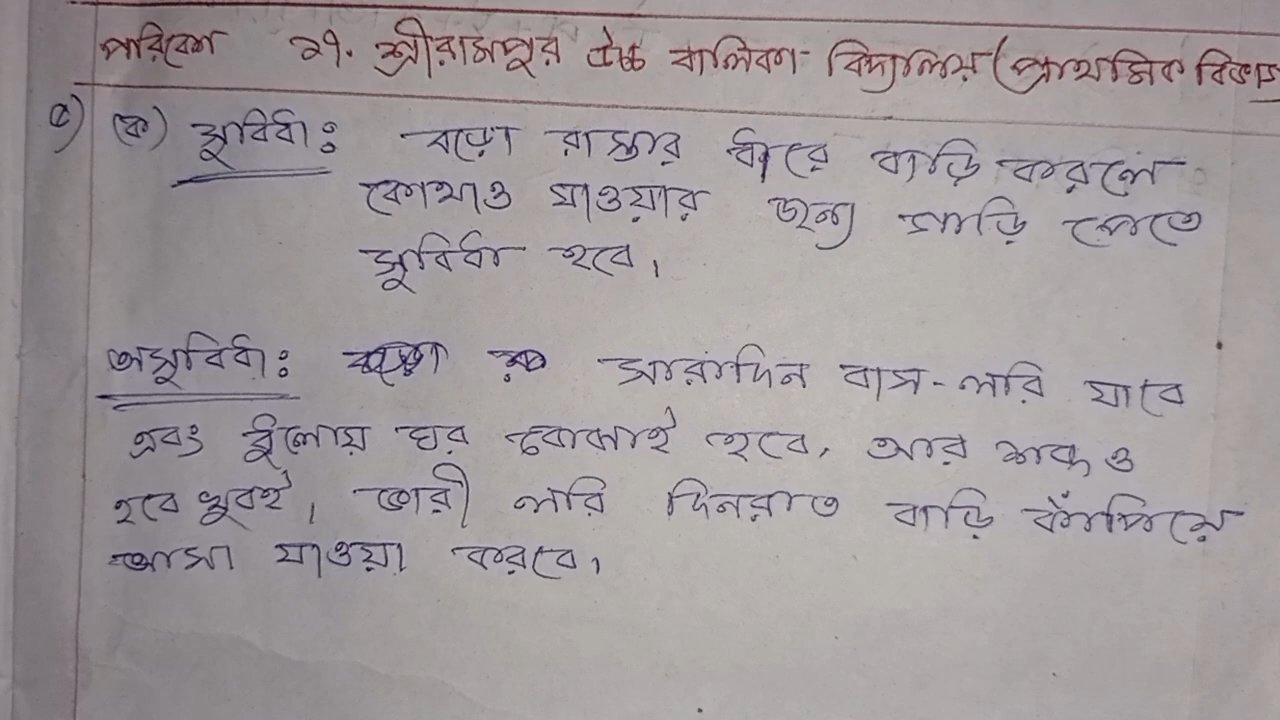 পরিবেশ ২৭. শ্রীরামপুর উচ্চ বালিকা বিদ্যালয় (প্রাথমিক বিভাগ
৫) (ক) সুবিধা: বড়ো রাস্তার ধারে বাড়ি করলে
কোথাও যাওয়ার জন্য গাড়ি পেতে
সুবিধা হবে।
অসুবিধা: সারাদিন বাস-লরি যাবে
এবং ধুলোয় ঘর বোঝাই হবে, আর শব্দও
হবে খুবই। ভারী লরি দিনরাত বাড়ি কাঁপিয়ে
আসা যাওয়া করবে।